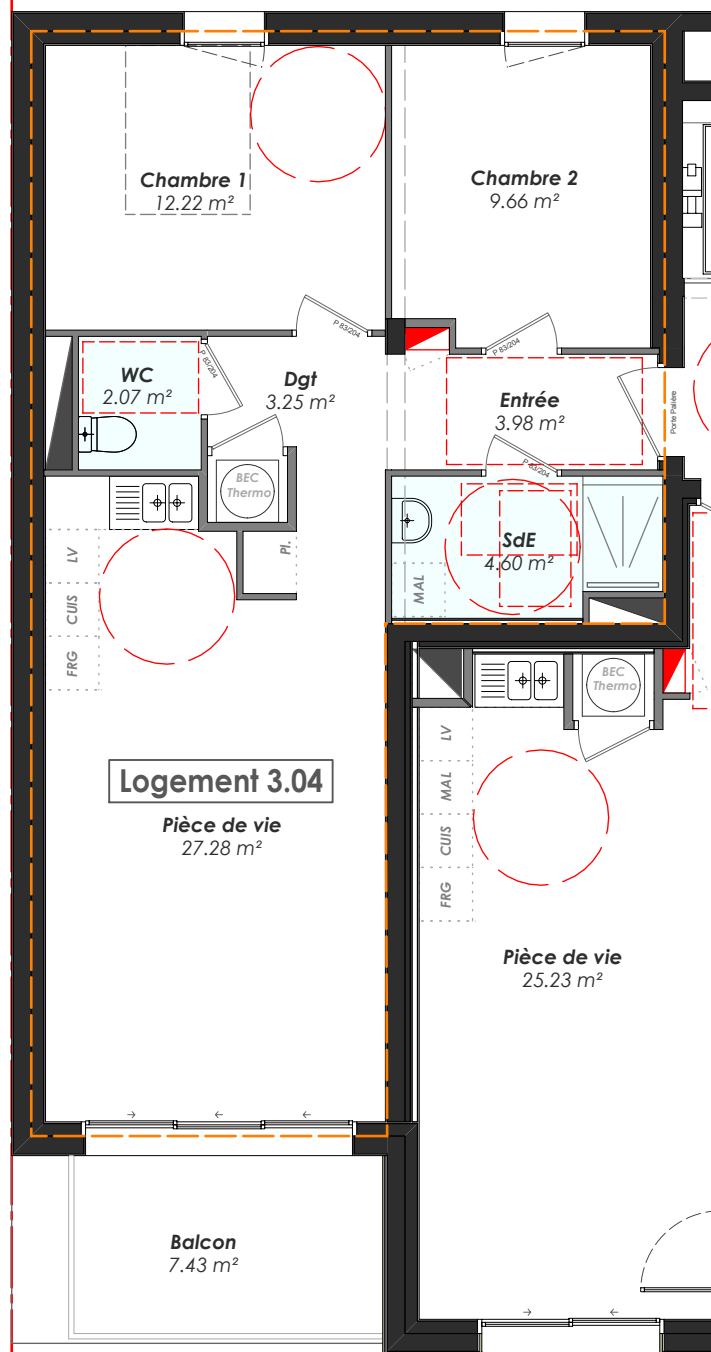 Chambre 1
12.22 m²
Chambre 2
9.66 m²
P 83/204
P 83/204
P 83/204
WC
2.07 m²
Dgt
3.25 m²
Entrée
3.98 m²
Porte Palière
BEC
Thermo
P 83/204
SdE
4.60 m²
MAL
Pl.
LV
CUIS
FRG
BEC
Thermo
LV
MAL
CUIS
FRG
Logement 3.04
Pièce de vie
27.28 m²
Pièce de vie
25.23 m²
Balcon
7.43 m²